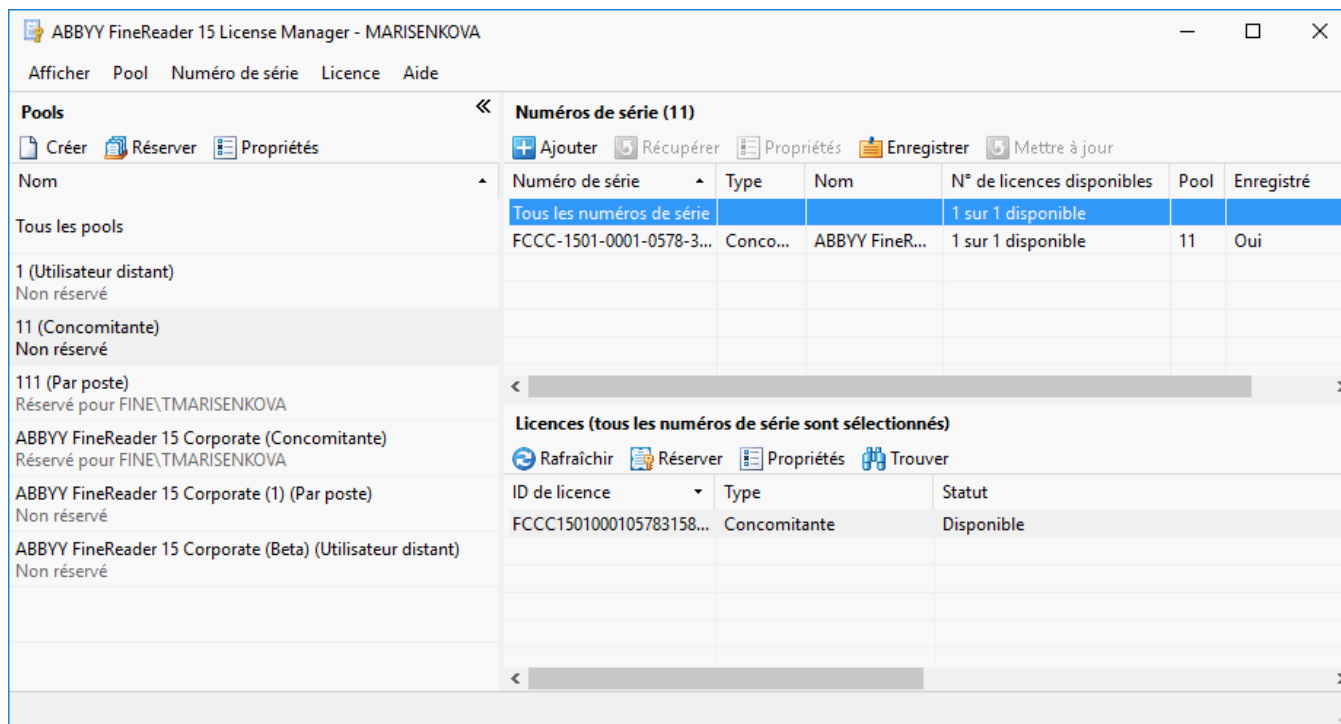 ABBYY FineReader 15 License Manager - MARISENKOVA
Afficher Pool Numéro de série Licence Aide
Pools
Créer Réserver Propriétés
Nom
Tous les pools
1 (Utilisateur distant)
Non réservé
11 (Concomitante)
Non réservé
111 (Par poste)
Réservé pour FINE\TMARISENKOVA
ABBYY FineReader 15 Corporate (Concomitante)
Réservé pour FINE\TMARISENKOVA
ABBYY FineReader 15 Corporate (1) (Par poste)
Non réservé
ABBYY FineReader 15 Corporate (Beta) (Utilisateur distant)
Non réservé
Numéros de série (11)
Ajouter Récupérer Propriétés Enregistrer Mettre à jour
Numéro de série Type Nom N° de licences disponibles Pool Enregistré
Tous les numéros de série 1 sur 1 disponible
FCCC-1501-0001-0578-3... Conco... ABBYY FineR... 1 sur 1 disponible 11 Oui
Licences (tous les numéros de série sont sélectionnés)
Rafraîchir Réserver Propriétés Trouver
ID de licence Type Statut
FCCC1501000105783158... Concomitante Disponible